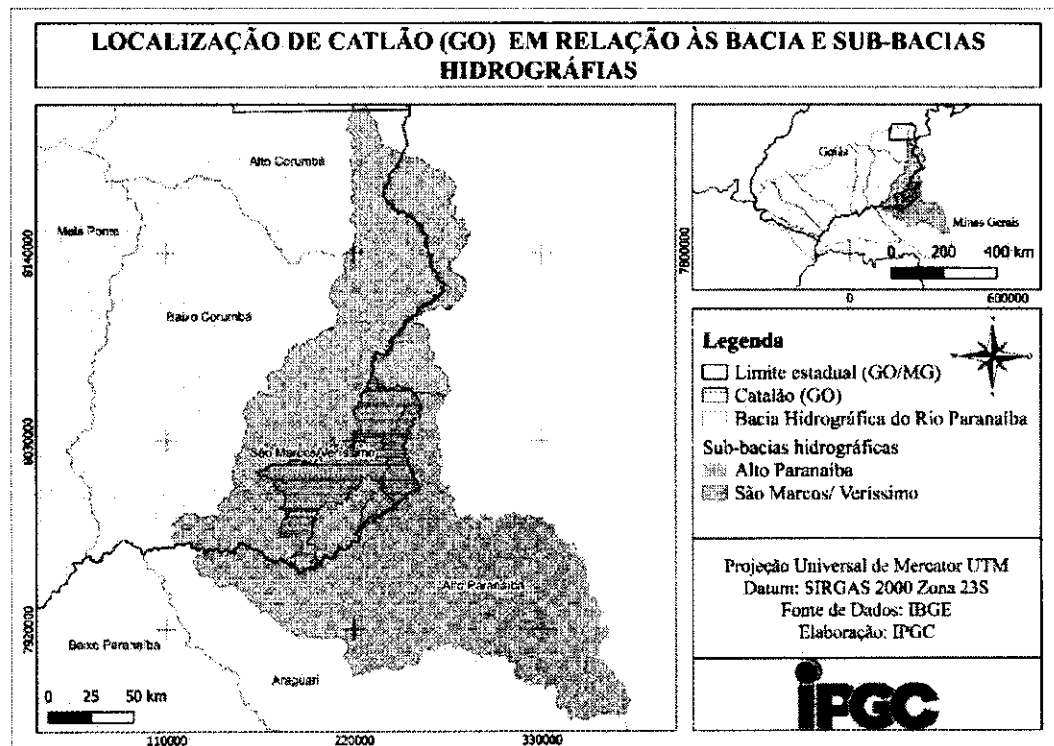 LOCALIZAÇÃO DE CATLÃO (GO) EM RELAÇÃO ÀS BACIA E SUB-BACIAS
HIDROGRÁFIAS
Alto Corumbá
Meia Ponte
Baixo Corumbá
São Marcos/Veríssimo
Alto Paranaíba
Baixo Paranaíba
Araguari
8140000
8030000
7920000
0 25 50 km
110000 220000 330000
Goiás
Minas Gerais
0 200 400 km
7800000
0 600000
Legenda
Limite estadual (GO/MG)
Catalão (GO)
Bacia Hidrográfica do Rio Paranaíba
Sub-bacias hidrográficas
Alto Paranaíba
São Marcos/ Veríssimo
Projeção Universal de Mercator UTM
Datum: SIRGAS 2000 Zona 23S
Fonte de Dados: IBGE
Elaboração: IPGC
iPGC